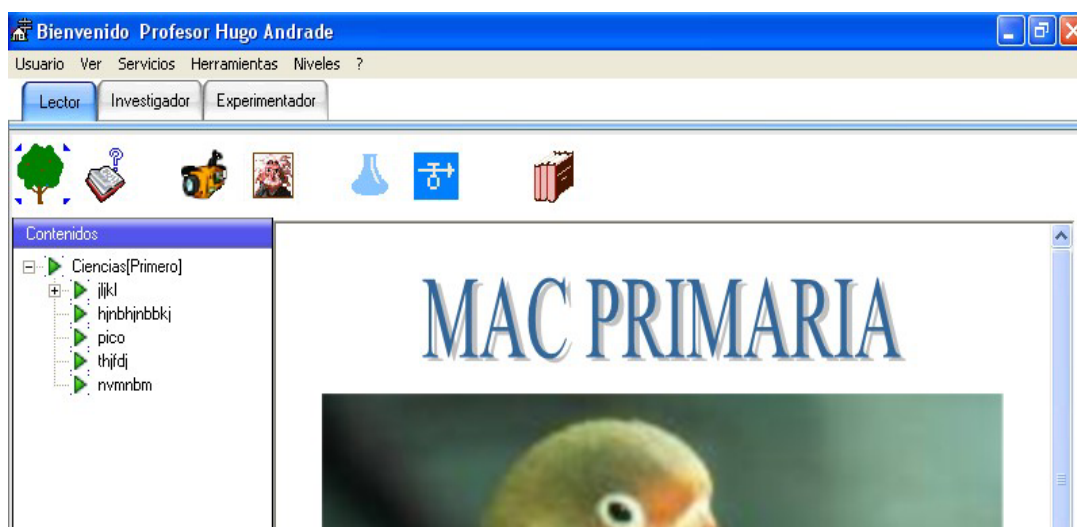 Bienvenido Profesor Hugo Andrade
Usuario Ver Servicios Herramientas Niveles ?
Lector Investigador Experimentador
Contenidos
Ciencias[Primero]
jljkl
hjnbhjnbbkj
pico
thjfdj
nvmnbm
MAC PRIMARIA